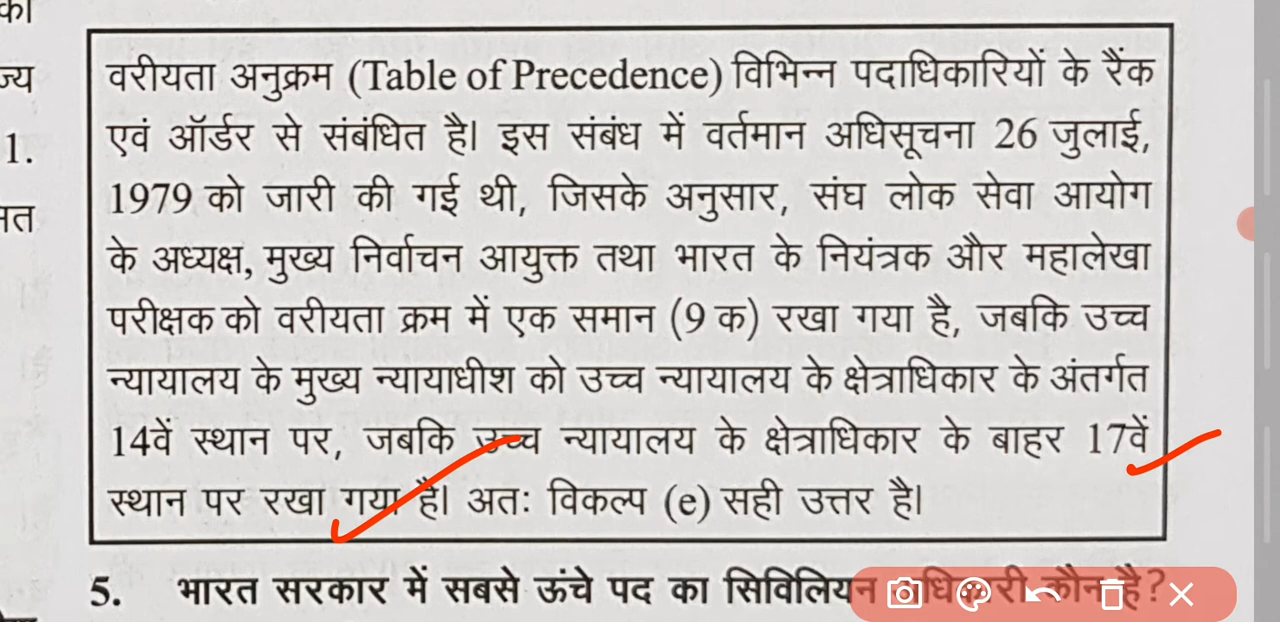 का
ज्य
1.
वरीयता अनुक्रम (Table of Precedence) विभिन्न पदाधिकारियों के रैंक
एवं ऑर्डर से संबंधित है। इस संबंध में वर्तमान अधिसूचना 26 जुलाई,
1979 को जारी की गई थी, जिसके अनुसार, संघ लोक सेवा आयोग
के अध्यक्ष, मुख्य निर्वाचन आयुक्त तथा भारत के नियंत्रक और महालेखा
परीक्षक को वरीयता क्रम में एक समान (9 क) रखा गया है, जबकि उच्च
न्यायालय के मुख्य न्यायाधीश को उच्च न्यायालय के क्षेत्राधिकार के अंतर्गत
14वें स्थान पर, जबकि उच्च न्यायालय के क्षेत्राधिकार के बाहर 17वें
स्थान पर रखा गया है। अतः विकल्प (e) सही उत्तर है।
5. भारत सरकार में सबसे ऊंचे पद का सिविलियन अधिकारी कौन है?